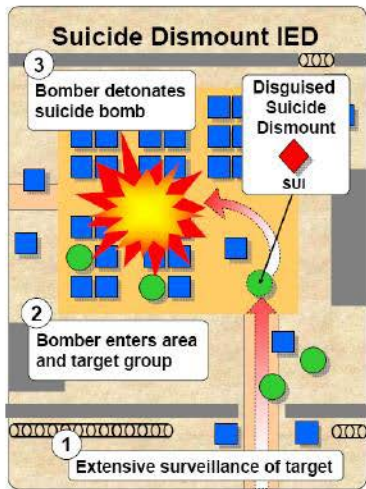 Suicide Dismount IED
3
Bomber detonates
suicide bomb
Disguised
Suicide
Dismount
SUI
2
Bomber enters area
and target group
1
Extensive surveillance of target